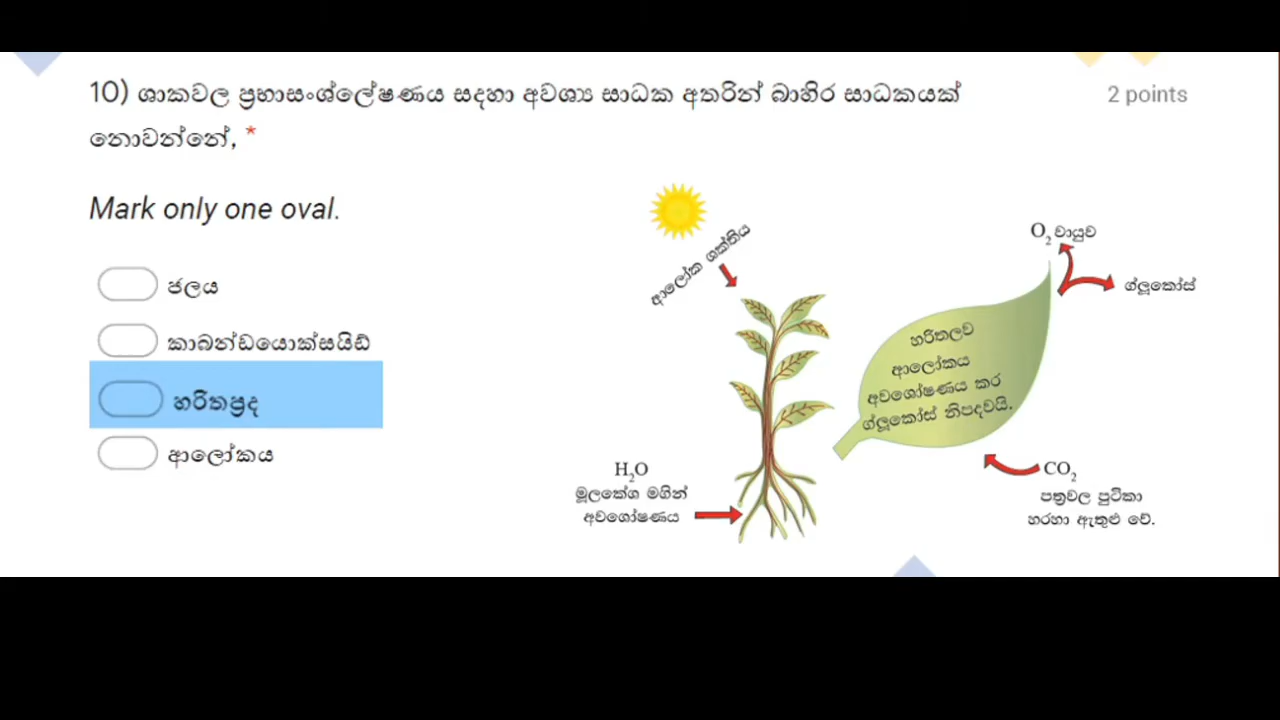 10) ශාකවල ප්‍රභාසංශ්ලේෂණය සදහා අවශ්‍ය සාධක අතරින් බාහිර සාධකයක්
නොවන්නේ, *
2 points
Mark only one oval.
ජලය
කාබන්ඩයොක්සයිඩ්
හරිතප්‍රද
ආලෝකය
ආලෝක ශක්තිය
H₂O
මූලකේශ මගින්
අවශෝෂණය
O₂ වායුව
ග්ලූකෝස්
හරිතලව
ආලෝකය
අවශෝෂණය කර
ග්ලූකෝස් නිපදවයි.
CO₂
පත්‍රවල පුටිකා
හරහා ඇතුළු වේ.